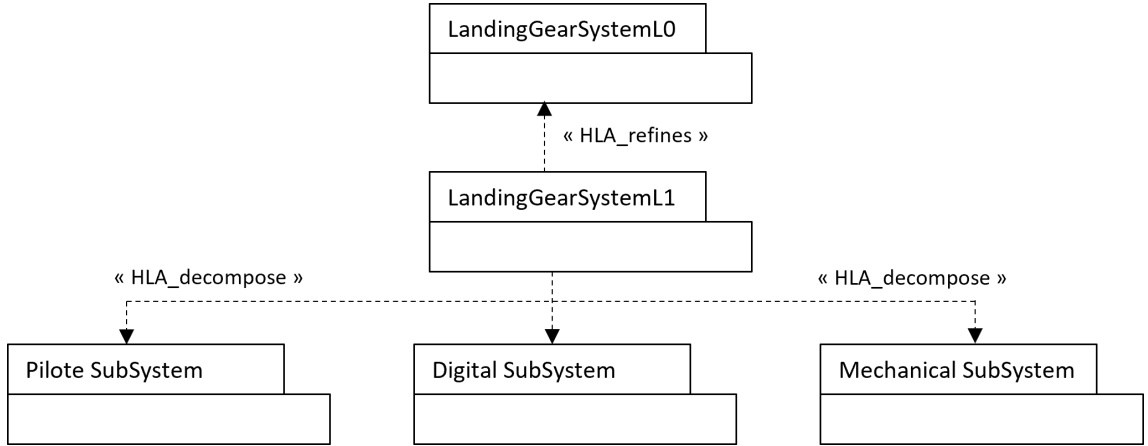 LandingGearSystemL0
« HLA_refines »
LandingGearSystemL1
« HLA_decompose »
« HLA_decompose »
Pilote SubSystem
Digital SubSystem
Mechanical SubSystem